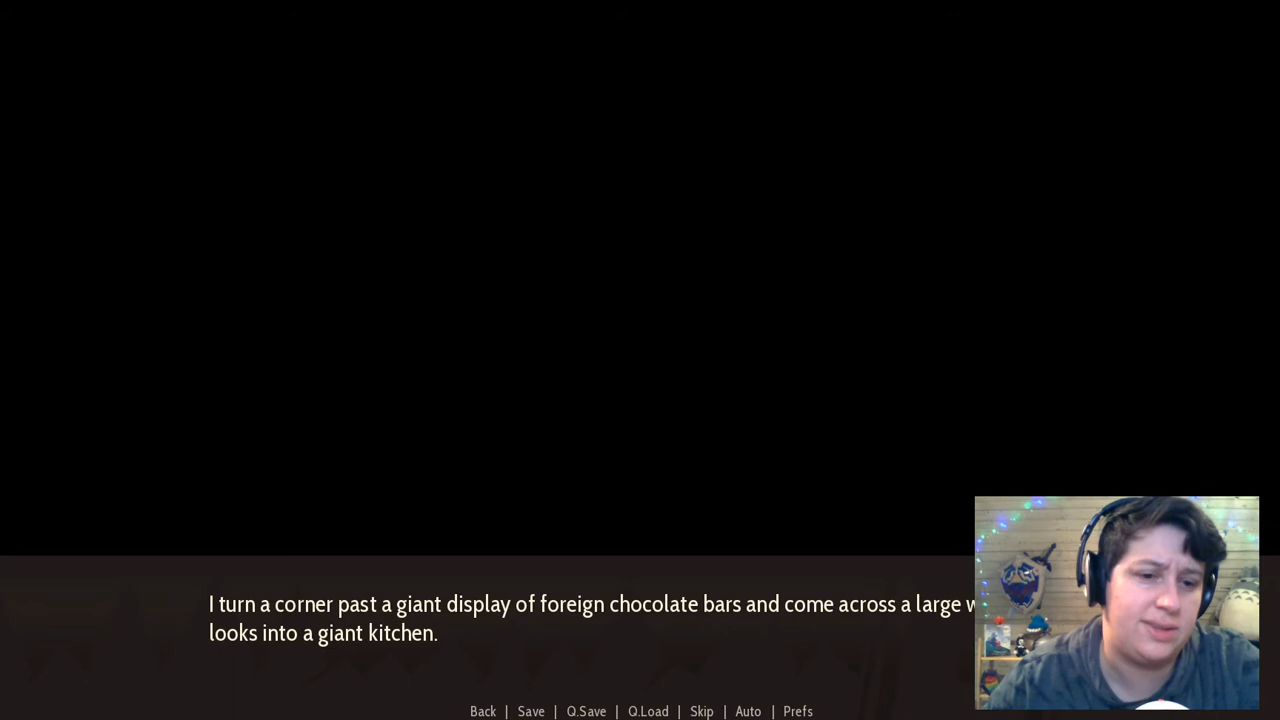 I turn a corner past a giant display of foreign chocolate bars and come across a large
looks into a giant kitchen.
Back | Save | Q.Save | Q.Load | Skip | Auto | Prefs